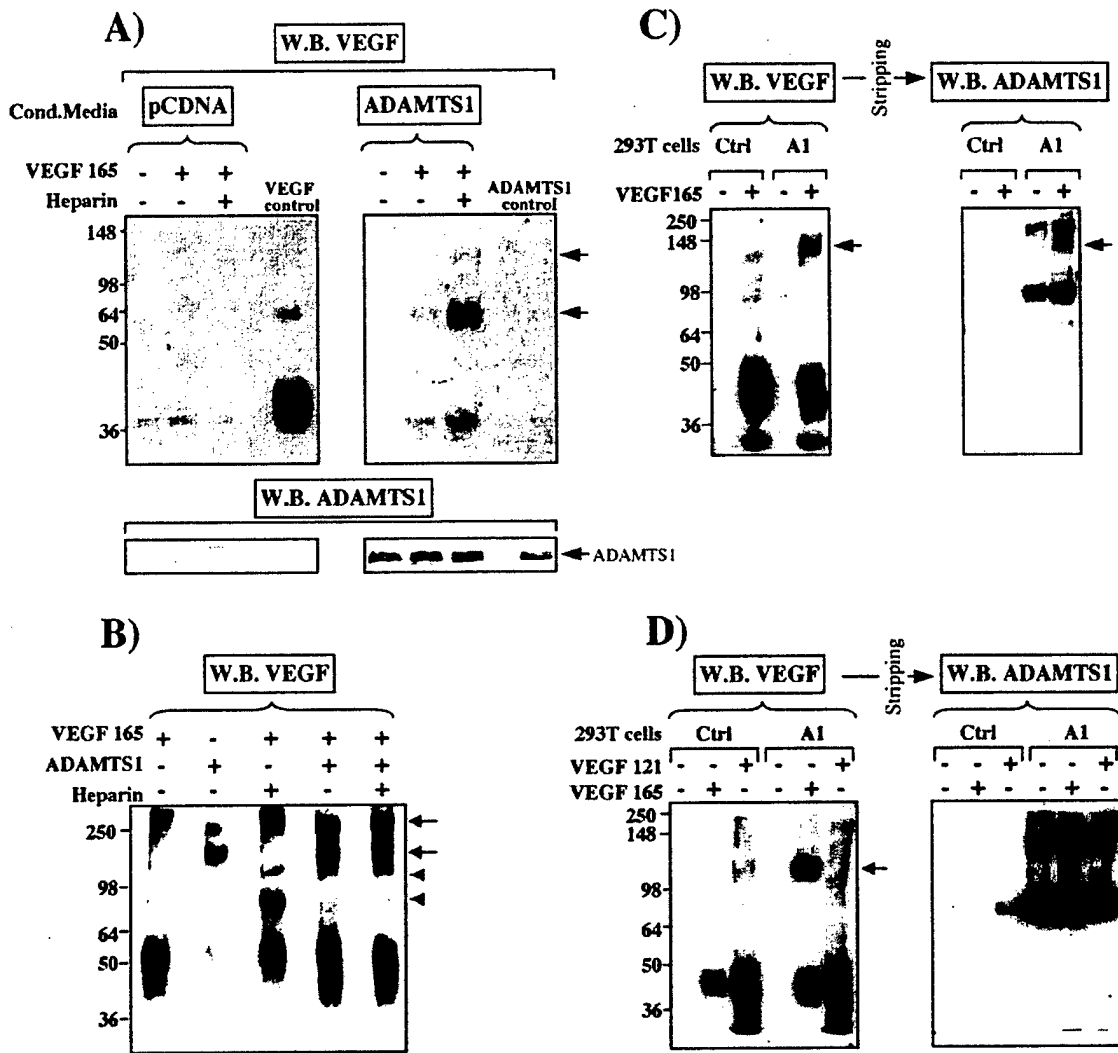 A)
W.B. VEGF
Cond.Media pCDNA ADAMTS1
VEGF 165 - + + - + +
Heparin - - + VEGF control - - + ADAMTS1 control
148
98
64
50
36
W.B. ADAMTS1
ADAMTS1
B)
W.B. VEGF
VEGF 165 + - + + +
ADAMTS1 - + - + +
Heparin - - + - +
250
98
64
50
36
C)
W.B. VEGF Stripping W.B. ADAMTS1
293T cells Ctrl A1 Ctrl A1
VEGF165 - + - + - + - +
250
148
98
64
50
36
D)
W.B. VEGF Stripping W.B. ADAMTS1
293T cells Ctrl A1 Ctrl A1
VEGF 121 - - + - - + - - + - - +
VEGF 165 - + - - + - - + - - + -
250
148
98
64
50
36